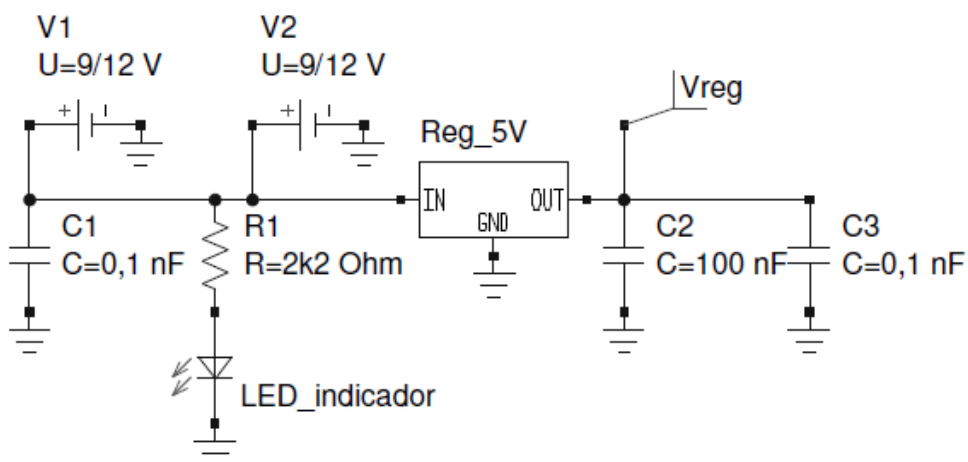 V1
U=9/12 V
V2
U=9/12 V
Vreg
Reg_5V
IN
OUT
GND
C1
C=0,1 nF
R1
R=2k2 Ohm
C2
C=100 nF
C3
C=0,1 nF
LED_indicador